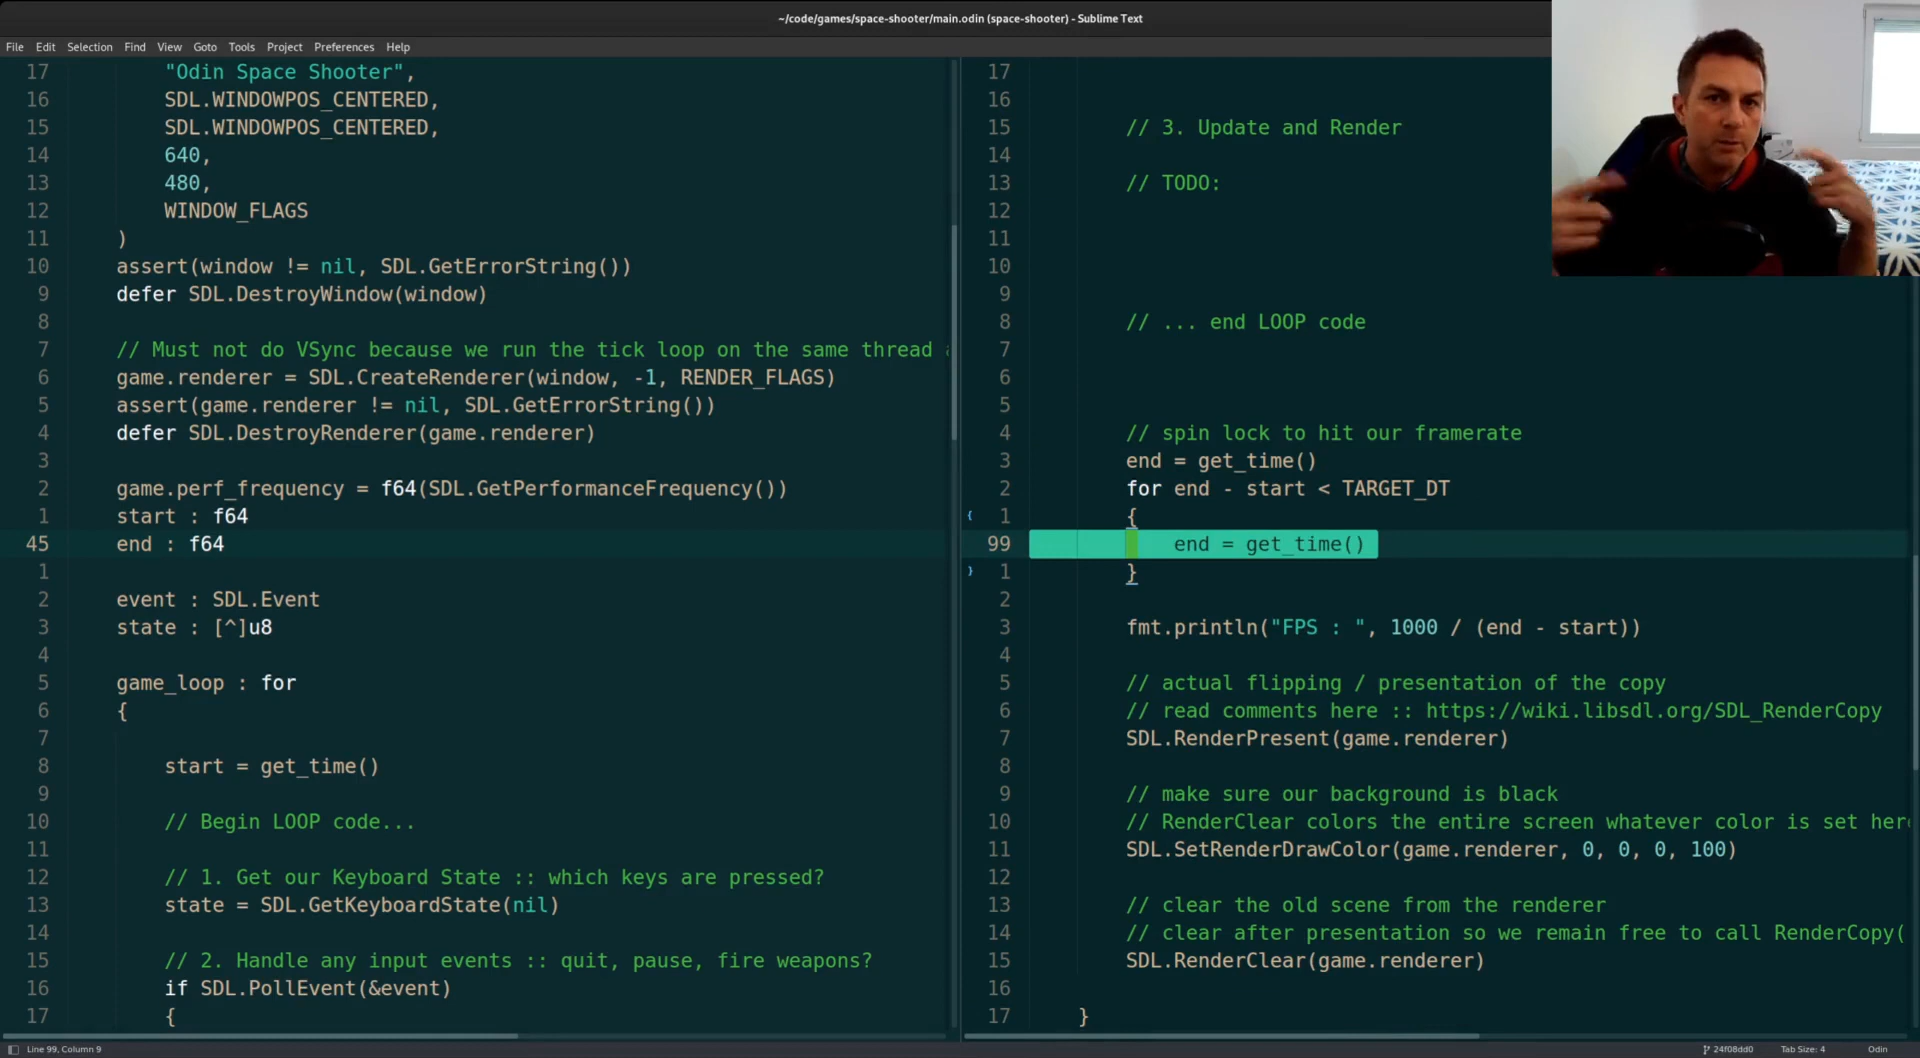 ~/code/games/space-shooter/main.odin (space-shooter) - Sublime Text
File Edit Selection Find View Goto Tools Project Preferences Help
17 "Odin Space Shooter",
16 SDL.WINDOWPOS_CENTERED,
15 SDL.WINDOWPOS_CENTERED,
14 640,
13 480,
12 WINDOW_FLAGS
11 )
10 assert(window != nil, SDL.GetErrorString())
9 defer SDL.DestroyWindow(window)
8
7 // Must not do VSync because we run the tick loop on the same thread
6 game.renderer = SDL.CreateRenderer(window, -1, RENDER_FLAGS)
5 assert(game.renderer != nil, SDL.GetErrorString())
4 defer SDL.DestroyRenderer(game.renderer)
3
2 game.perf_frequency = f64(SDL.GetPerformanceFrequency())
1 start : f64
45 end : f64
1
2 event : SDL.Event
3 state : [^]u8
4
5 game_loop : for
6 {
7
8 start = get_time()
9
10 // Begin LOOP code...
11
12 // 1. Get our Keyboard State :: which keys are pressed?
13 state = SDL.GetKeyboardState(nil)
14
15 // 2. Handle any input events :: quit, pause, fire weapons?
16 if SDL.PollEvent(&event)
17 {
17
16
15 // 3. Update and Render
14
13 // TODO:
12
11
10
9
8 // ... end LOOP code
7
6
5
4 // spin lock to hit our framerate
3 end = get_time()
2 for end - start < TARGET_DT
{ 1 {
99 end = get_time()
} 1 }
2
3 fmt.println("FPS : ", 1000 / (end - start))
4
5 // actual flipping / presentation of the copy
6 // read comments here :: https://wiki.libsdl.org/SDL_RenderCopy
7 SDL.RenderPresent(game.renderer)
8
9 // make sure our background is black
10 // RenderClear colors the entire screen whatever color is set her
11 SDL.SetRenderDrawColor(game.renderer, 0, 0, 0, 100)
12
13 // clear the old scene from the renderer
14 // clear after presentation so we remain free to call RenderCopy(
15 SDL.RenderClear(game.renderer)
16
17 }
Line 99, Column 9
24f08dd0 Tab Size: 4 Odin